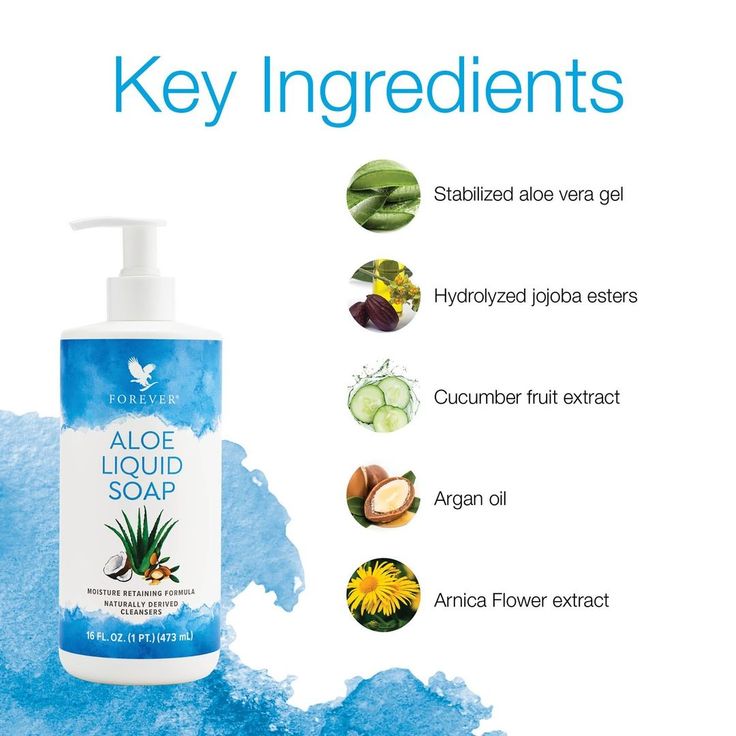 Key Ingredients
Stabilized aloe vera gel
Hydrolyzed jojoba esters
Cucumber fruit extract
Argan oil
Arnica Flower extract
FOREVER®
ALOE
LIQUID
SOAP
MOISTURE RETAINING FORMULA
NATURALLY DERIVED
CLEANSERS
16 FL. OZ. (1 PT.) (473 mL)